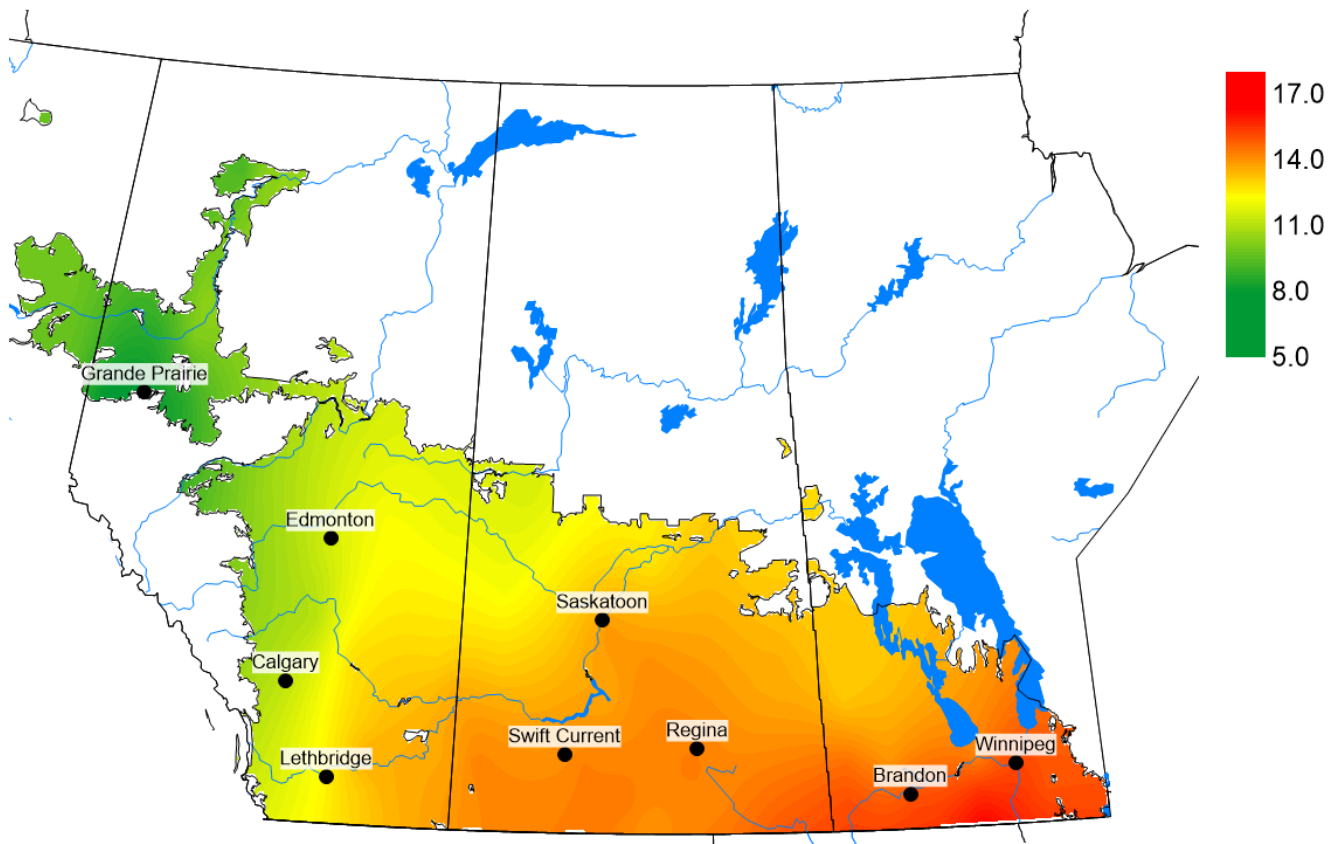 17.0
14.0
11.0
8.0
5.0
Grande Prairie
Edmonton
Saskatoon
Calgary
Swift Current
Regina
Lethbridge
Winnipeg
Brandon